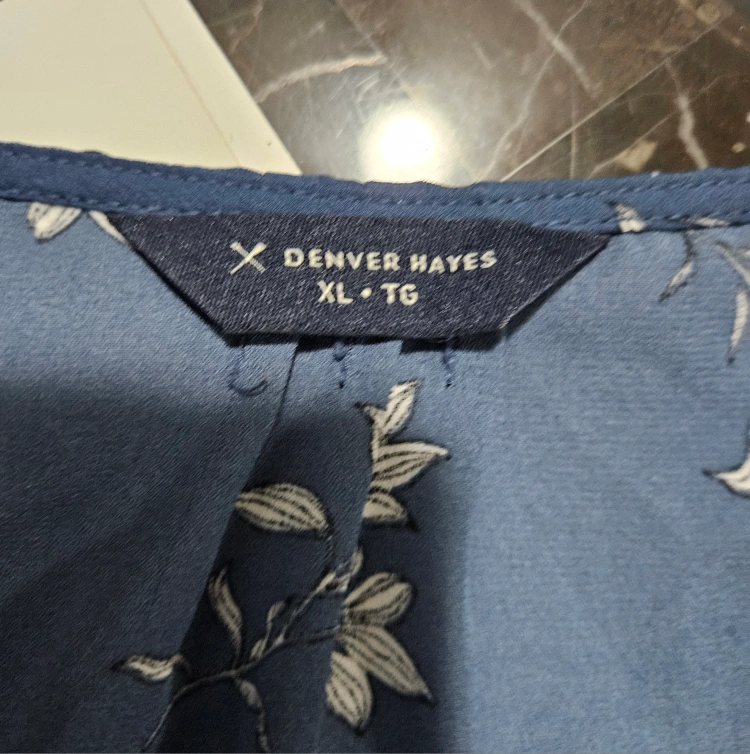 DENVER HAYES
XL • TG